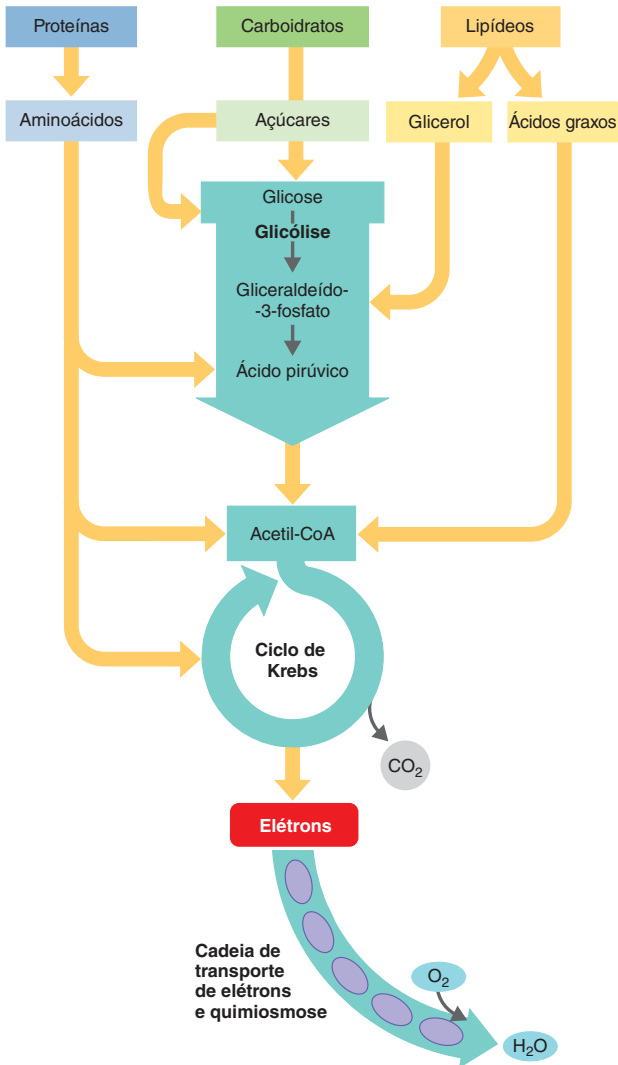 Proteínas
Carboidratos
Lipídeos
Aminoácidos
Açúcares
Glicerol
Ácidos graxos
Glicose
Glicólise
Gliceraldeído-
-3-fosfato
Ácido pirúvico
Acetil-CoA
Ciclo de
Krebs
CO₂
Elétrons
Cadeia de
transporte
de elétrons
e quimiosmose
O₂
H₂O